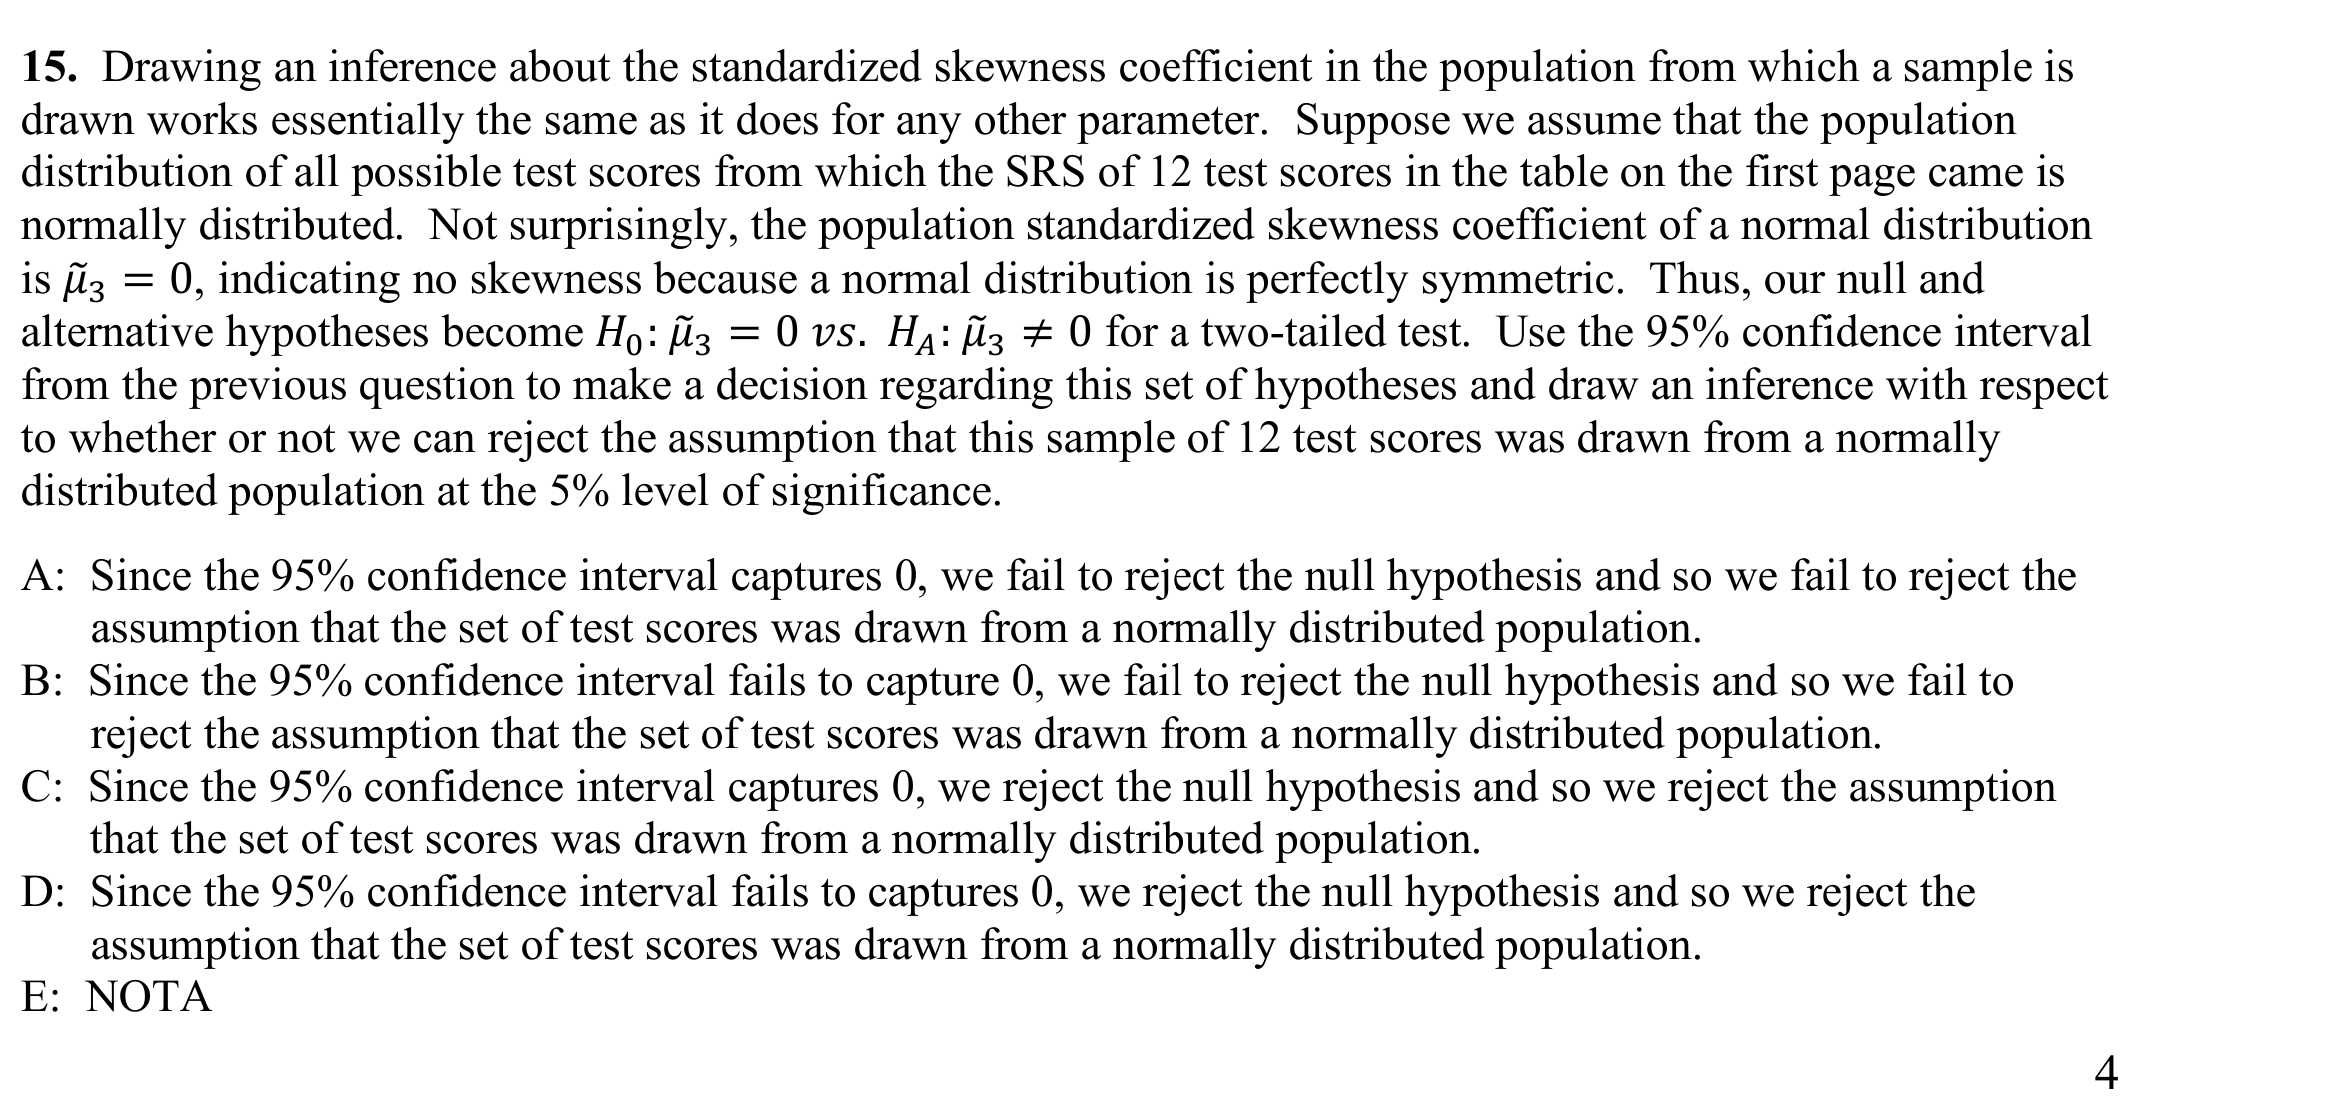 15. Drawing an inference about the standardized skewness coefficient in the population from which a sample is
drawn works essentially the same as it does for any other parameter. Suppose we assume that the population
distribution of all possible test scores from which the SRS of 12 test scores in the table on the first page came is
normally distributed. Not surprisingly, the population standardized skewness coefficient of a normal distribution
is μ̃₃ = 0, indicating no skewness because a normal distribution is perfectly symmetric. Thus, our null and
alternative hypotheses become H₀: μ̃₃ = 0 vs. H_A: μ̃₃ ≠ 0 for a two-tailed test. Use the 95% confidence interval
from the previous question to make a decision regarding this set of hypotheses and draw an inference with respect
to whether or not we can reject the assumption that this sample of 12 test scores was drawn from a normally
distributed population at the 5% level of significance.
A: Since the 95% confidence interval captures 0, we fail to reject the null hypothesis and so we fail to reject the
assumption that the set of test scores was drawn from a normally distributed population.
B: Since the 95% confidence interval fails to capture 0, we fail to reject the null hypothesis and so we fail to
reject the assumption that the set of test scores was drawn from a normally distributed population.
C: Since the 95% confidence interval captures 0, we reject the null hypothesis and so we reject the assumption
that the set of test scores was drawn from a normally distributed population.
D: Since the 95% confidence interval fails to captures 0, we reject the null hypothesis and so we reject the
assumption that the set of test scores was drawn from a normally distributed population.
E: NOTA
4